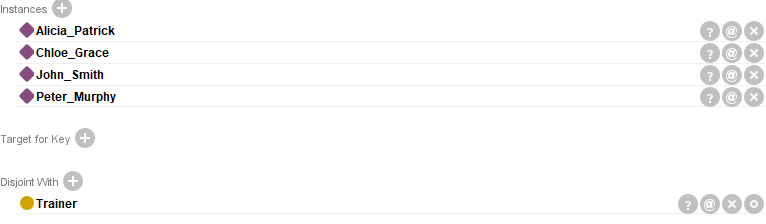 Instances
Alicia_Patrick ? @
Chloe_Grace ? @
John_Smith ? @
Peter_Murphy ? @
Target for Key
Disjoint With
Trainer ? @